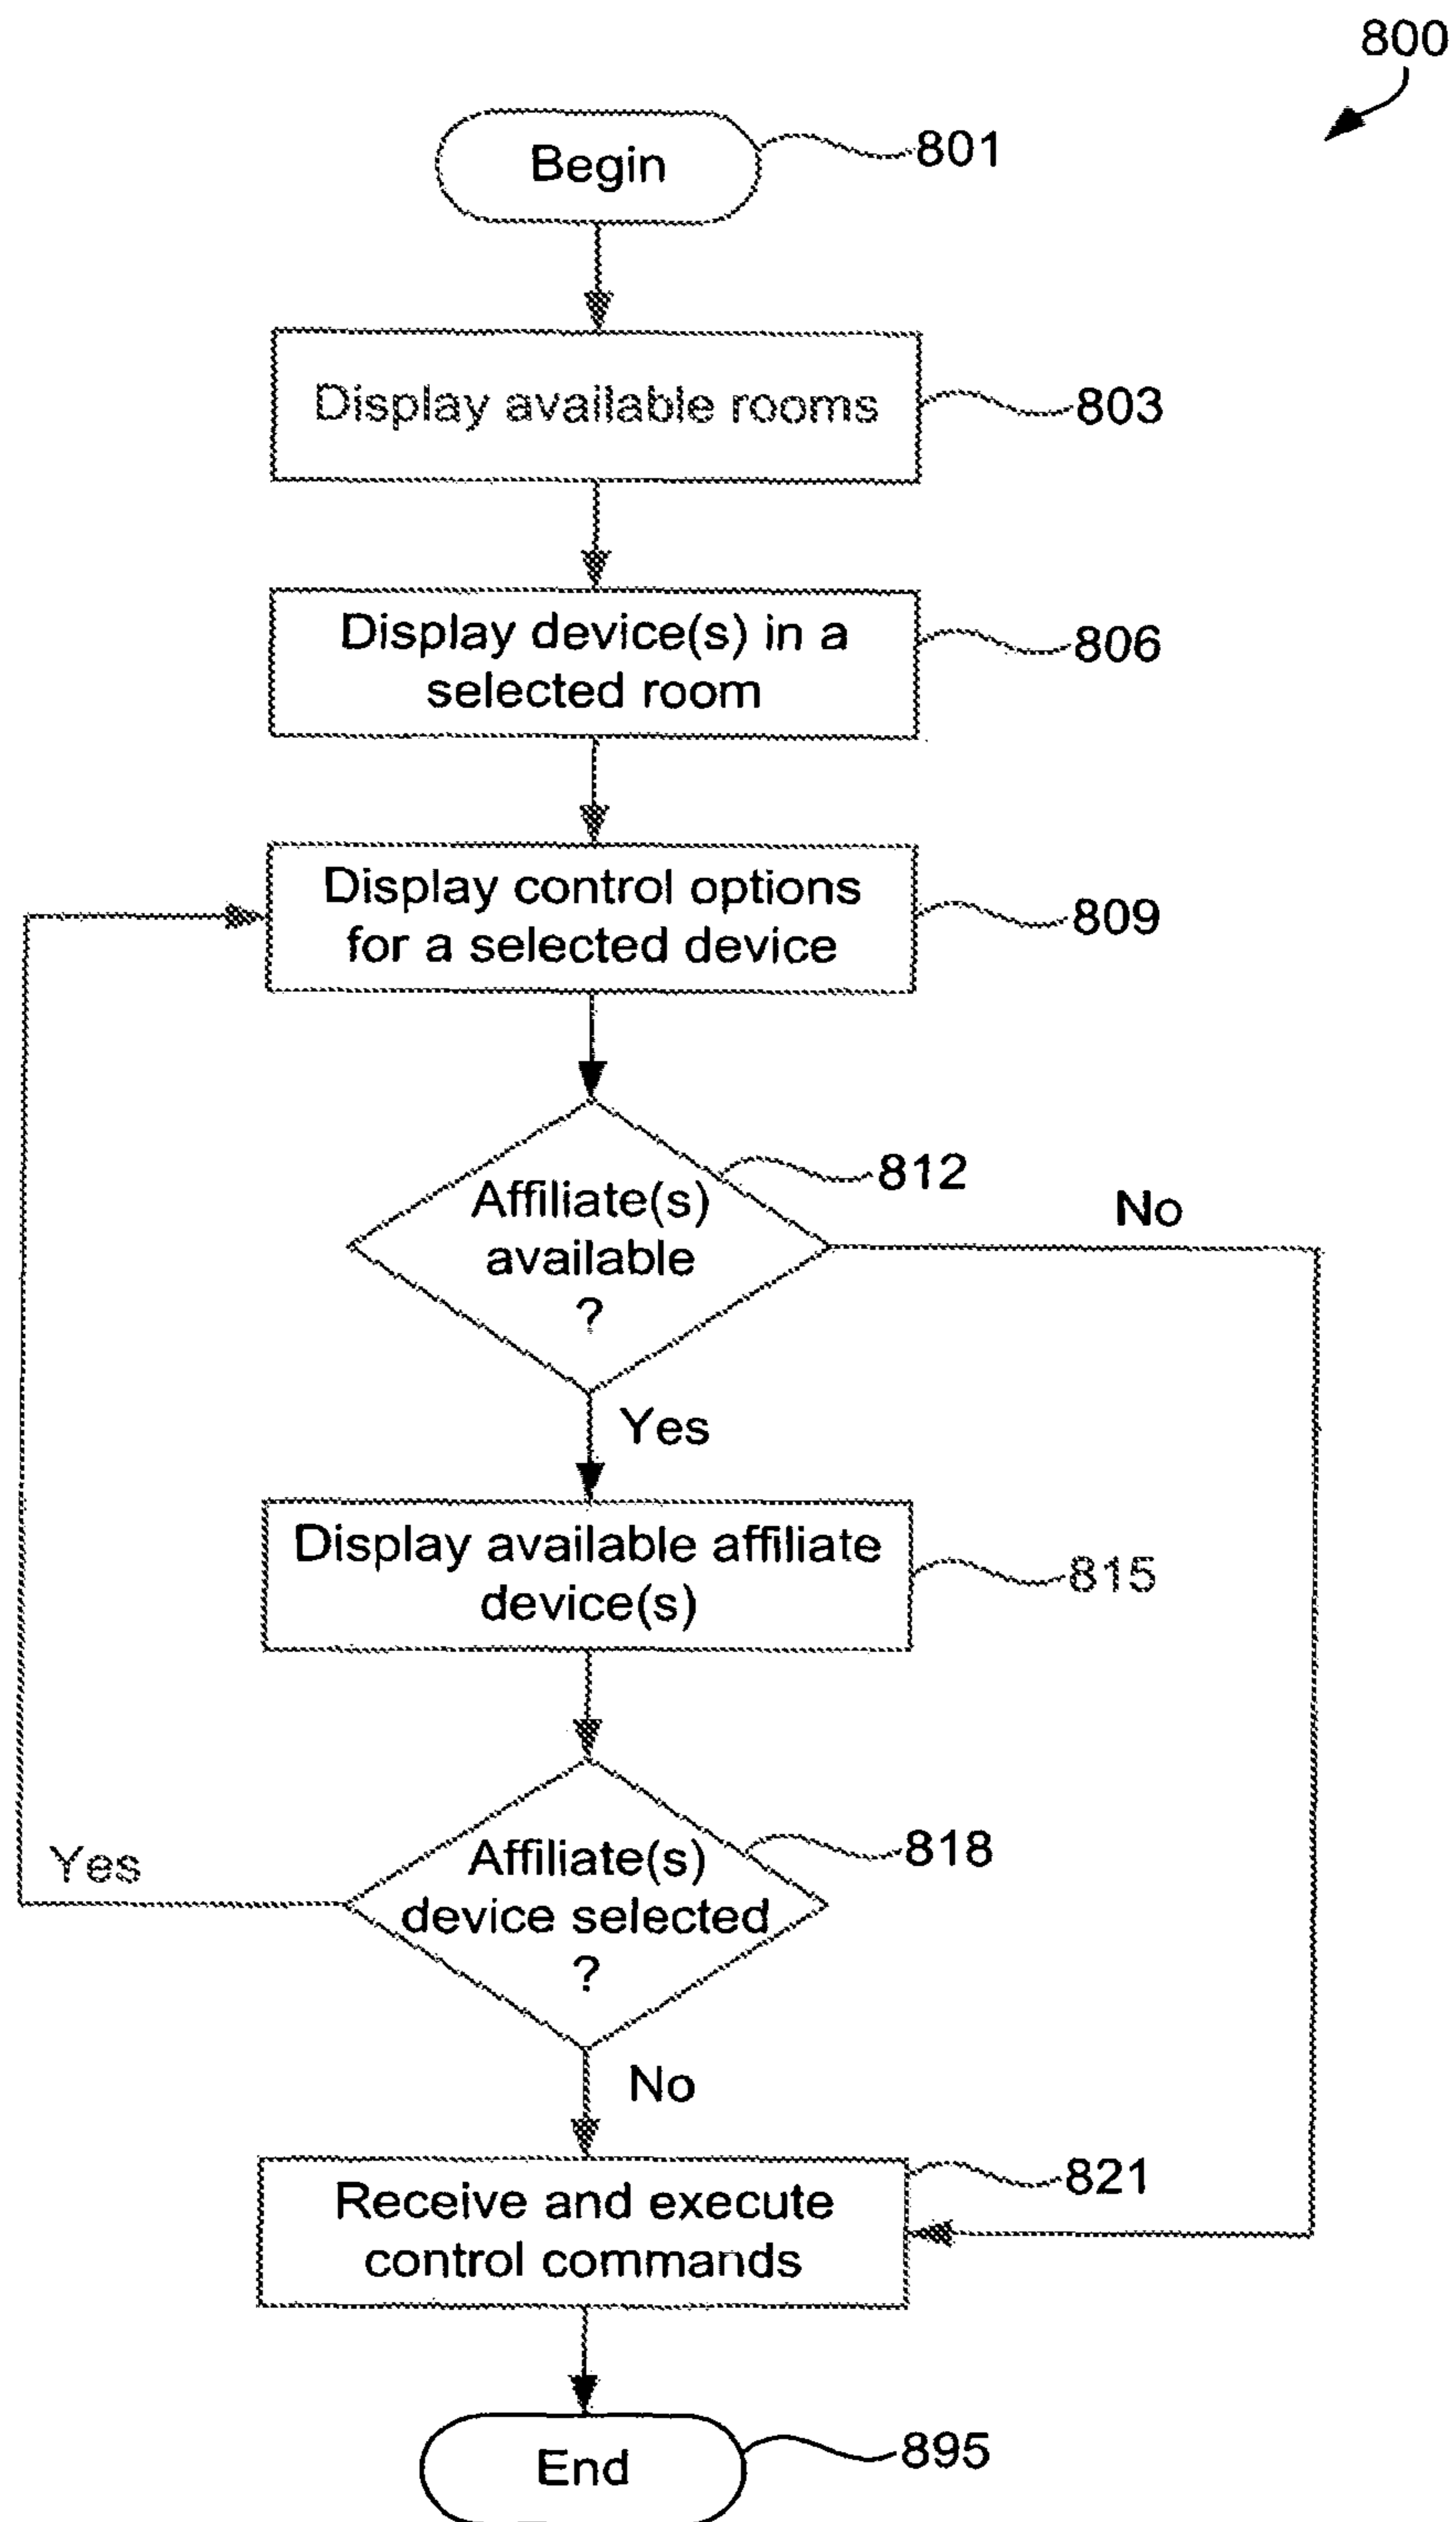 800
Begin
801
Display available rooms
803
Display device(s) in a
selected room
806
Display control options
for a selected device
809
Affiliate(s)
available
?
812
No
Yes
Display available affiliate
device(s)
815
Affiliate(s)
device selected
?
818
Yes
No
Receive and execute
control commands
821
End
895